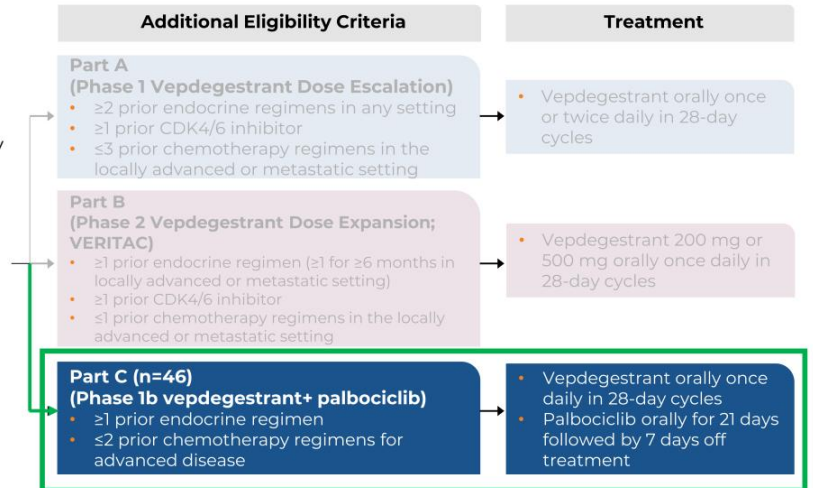 Additional Eligibility Criteria
Treatment
Part A
(Phase 1 Vepdegestrant Dose Escalation)
• ≥2 prior endocrine regimens in any setting
• ≥1 prior CDK4/6 inhibitor
• ≤3 prior chemotherapy regimens in the
locally advanced or metastatic setting
• Vepdegestrant orally once
or twice daily in 28-day
cycles
Part B
(Phase 2 Vepdegestrant Dose Expansion;
VERITAC)
• ≥1 prior endocrine regimen (≥1 for ≥6 months in
locally advanced or metastatic setting)
• ≥1 prior CDK4/6 inhibitor
• ≤1 prior chemotherapy regimens in the locally
advanced or metastatic setting
• Vepdegestrant 200 mg or
500 mg orally once daily in
28-day cycles
Part C (n=46)
(Phase 1b vepdegestrant+ palbociclib)
• ≥1 prior endocrine regimen
• ≤2 prior chemotherapy regimens for
advanced disease
• Vepdegestrant orally once
daily in 28-day cycles
• Palbociclib orally for 21 days
followed by 7 days off
treatment